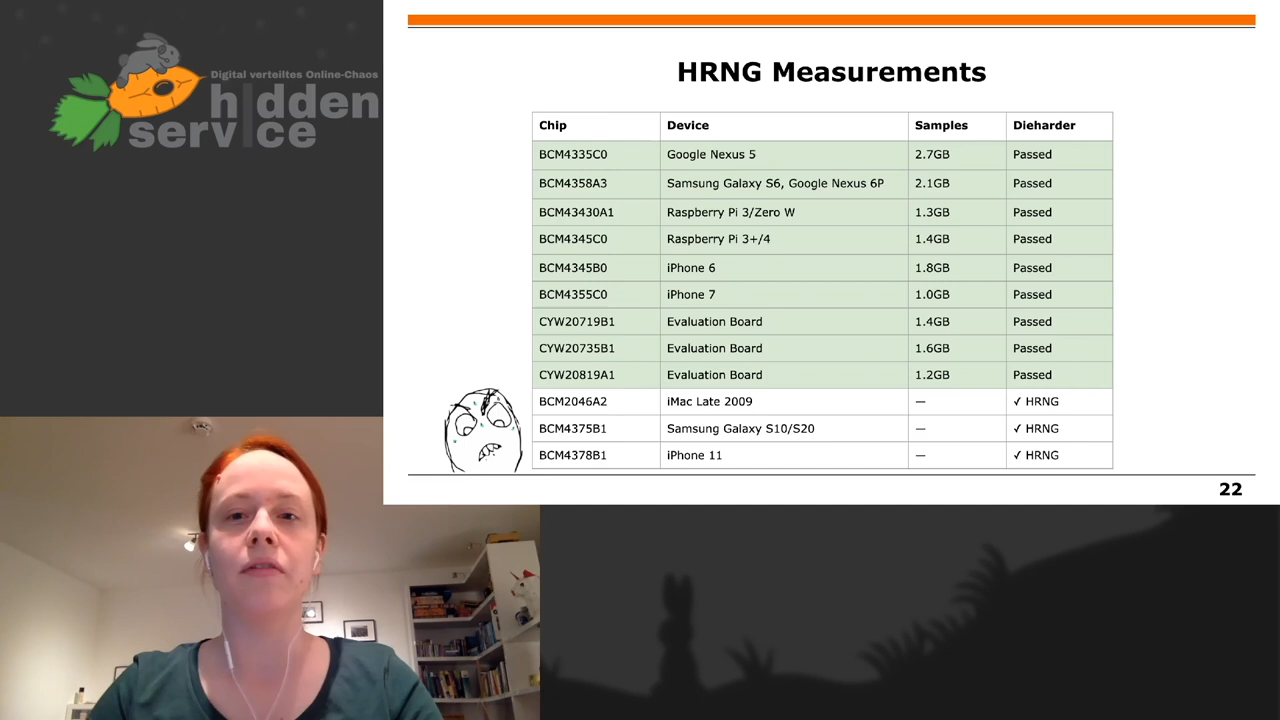 Digital verteiltes Online-Chaos
hidden
service
HRNG Measurements
Chip Device Samples Dieharder
BCM4335C0 Google Nexus 5 2.7GB Passed
BCM4358A3 Samsung Galaxy S6, Google Nexus 6P 2.1GB Passed
BCM43430A1 Raspberry Pi 3/Zero W 1.3GB Passed
BCM4345C0 Raspberry Pi 3+/4 1.4GB Passed
BCM4345B0 iPhone 6 1.8GB Passed
BCM4355C0 iPhone 7 1.0GB Passed
CYW20719B1 Evaluation Board 1.4GB Passed
CYW20735B1 Evaluation Board 1.6GB Passed
CYW20819A1 Evaluation Board 1.2GB Passed
BCM2046A2 iMac Late 2009 — ✓ HRNG
BCM4375B1 Samsung Galaxy S10/S20 — ✓ HRNG
BCM4378B1 iPhone 11 — ✓ HRNG
22